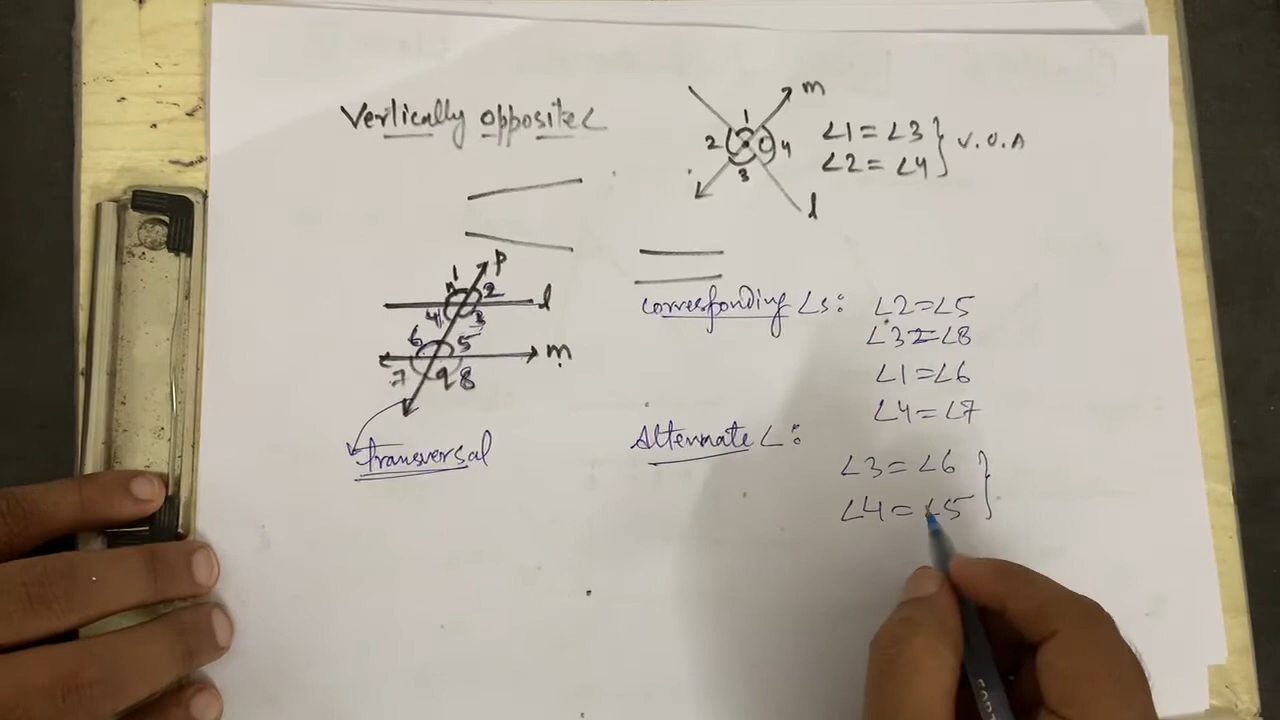 Vertically opposite∠
m
1
2
4
3
l
∠1=∠3
∠2=∠4
} V.O.A
p
1
2
l
4
3
6
5
m
7
8
transversal
Corresponding ∠s: ∠2=∠5
∠3=∠8
∠1=∠6
∠4=∠7
Alternate ∠:
∠3=∠6
∠4=∠5
}